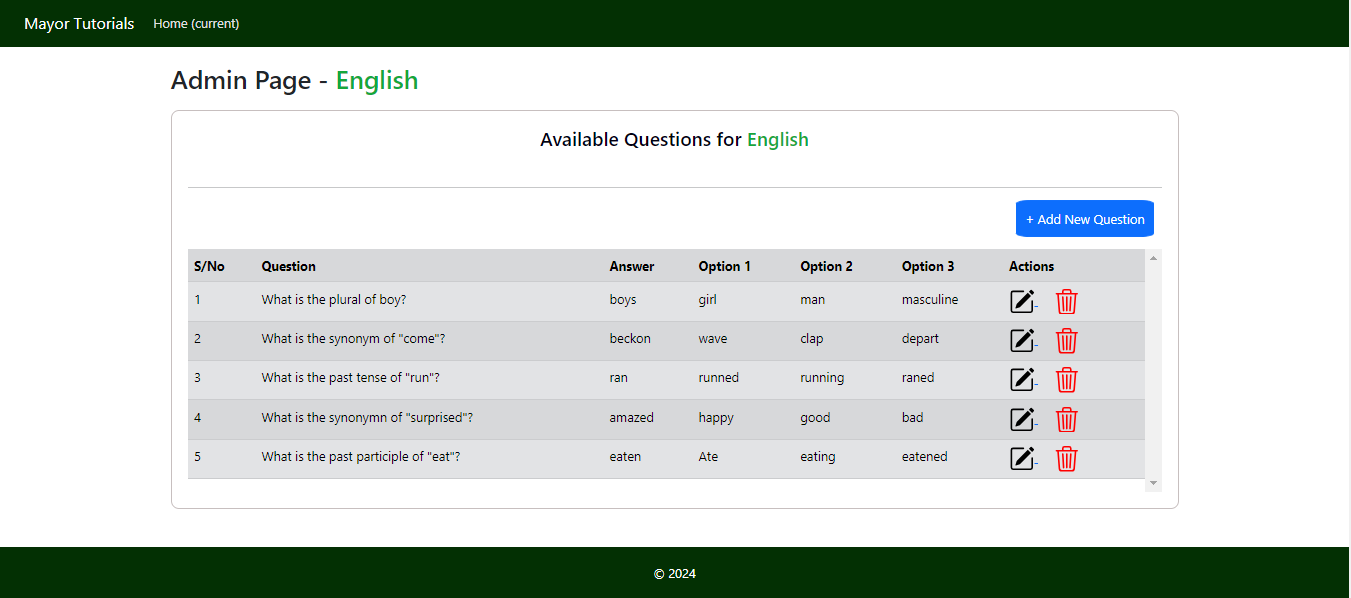 Mayor Tutorials Home (current)
Admin Page - English
Available Questions for English
+ Add New Question
S/No Question Answer Option 1 Option 2 Option 3 Actions
1 What is the plural of boy? boys girl man masculine
2 What is the synonym of "come"? beckon wave clap depart
3 What is the past tense of "run"? ran runned running raned
4 What is the synonymn of "surprised"? amazed happy good bad
5 What is the past participle of "eat"? eaten Ate eating eatened
© 2024